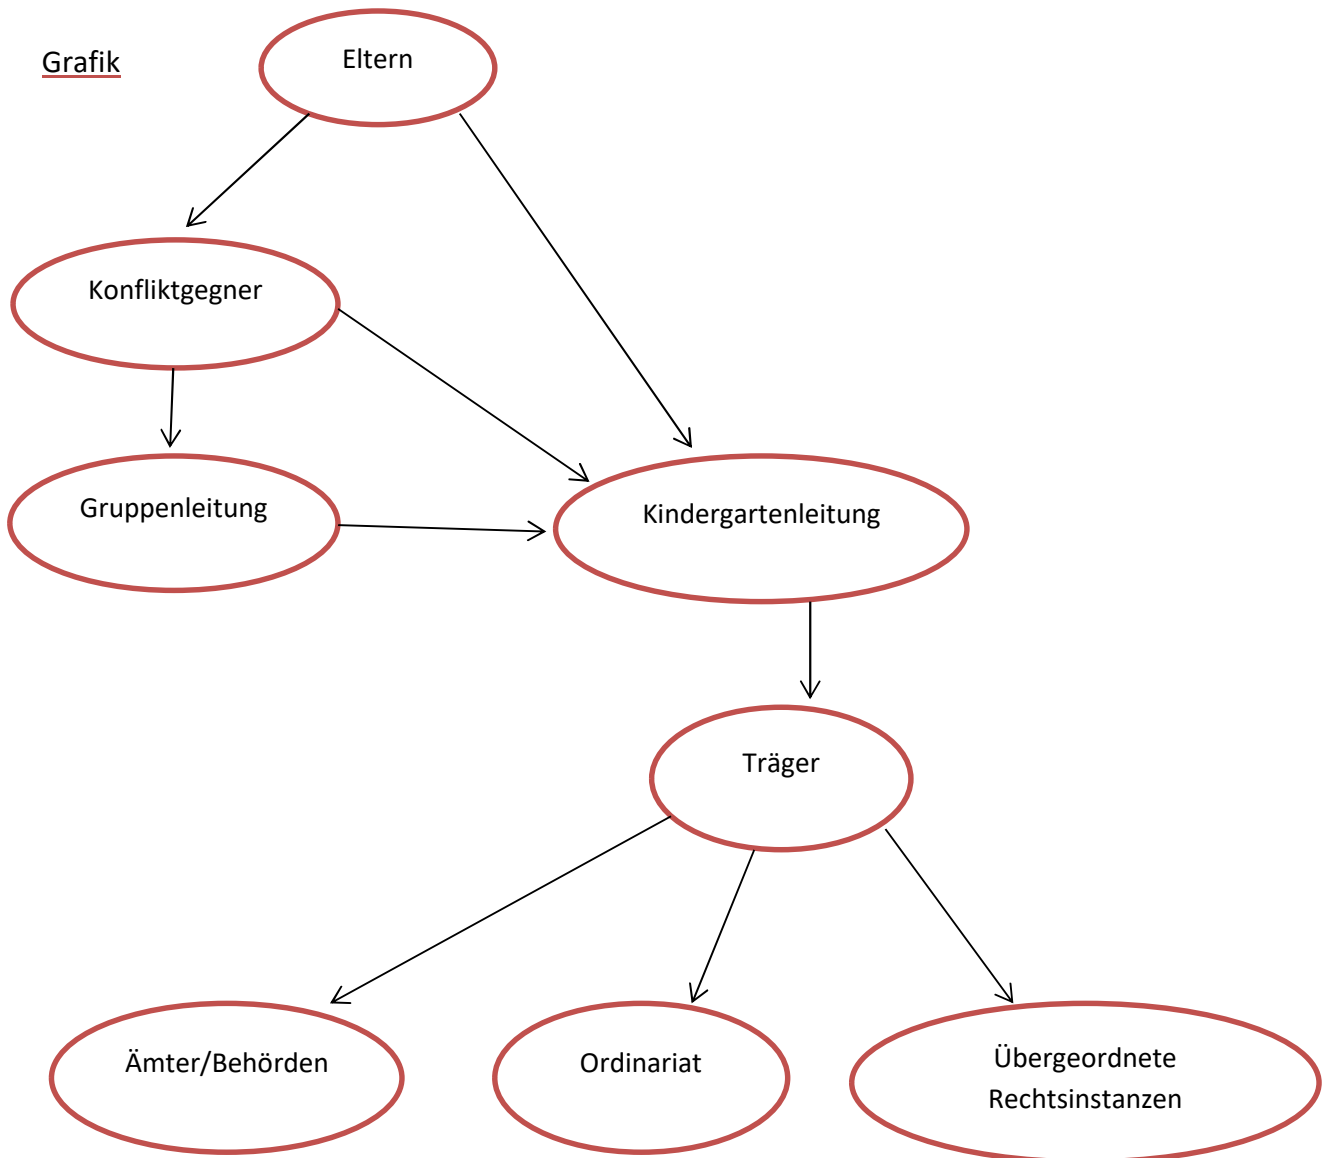 Grafik
Eltern
Konfliktgegner
Gruppenleitung
Kindergartenleitung
Träger
Ämter/Behörden
Ordinariat
Übergeordnete
Rechtsinstanzen